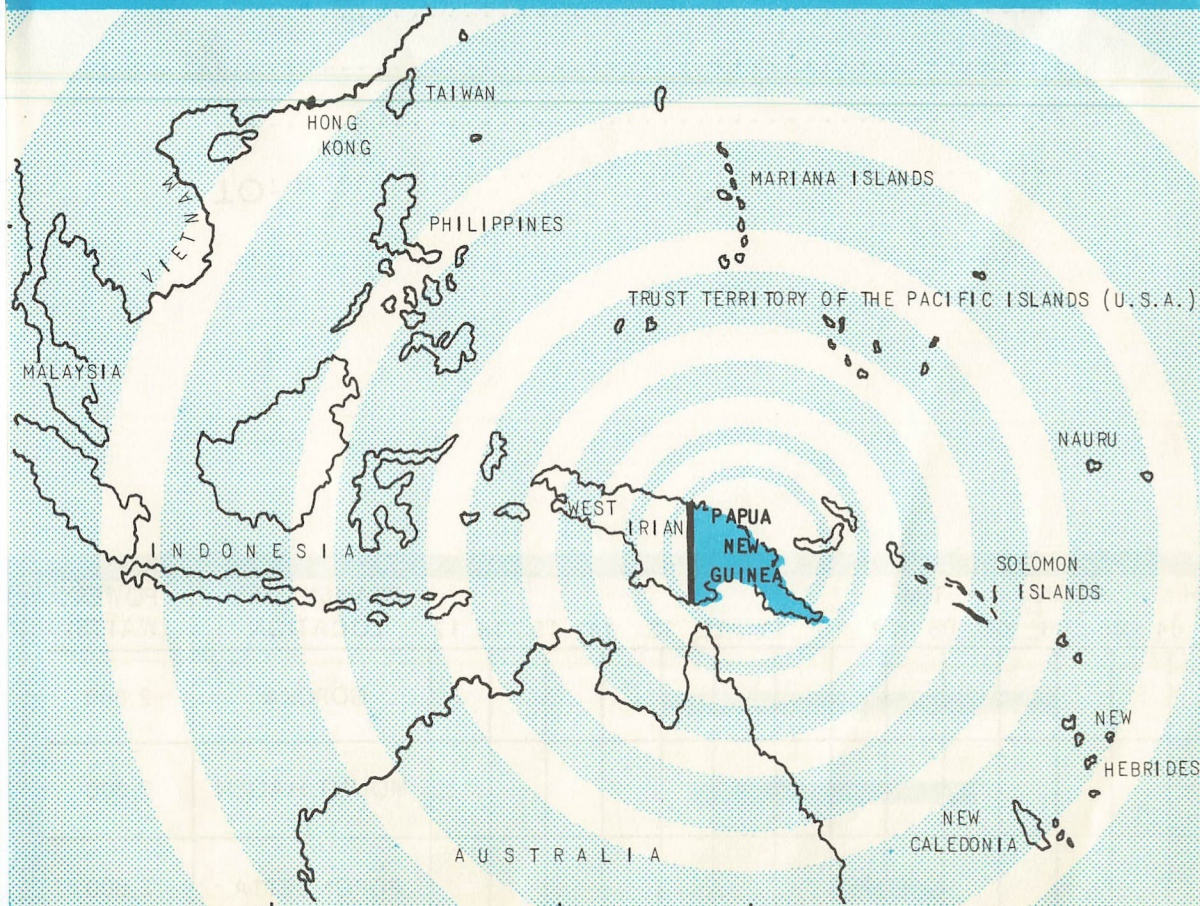 TAIWAN
HONG
KONG
MARIANA ISLANDS
VIETNAM
PHILIPPINES
TRUST TERRITORY OF THE PACIFIC ISLANDS (U.S.A.)
MALAYSIA
NAURU
WEST
IRIAN
PAPUA
NEW
GUINEA
INDONESIA
SOLOMON
ISLANDS
NEW
HEBRIDES
NEW
CALEDONIA
AUSTRALIA